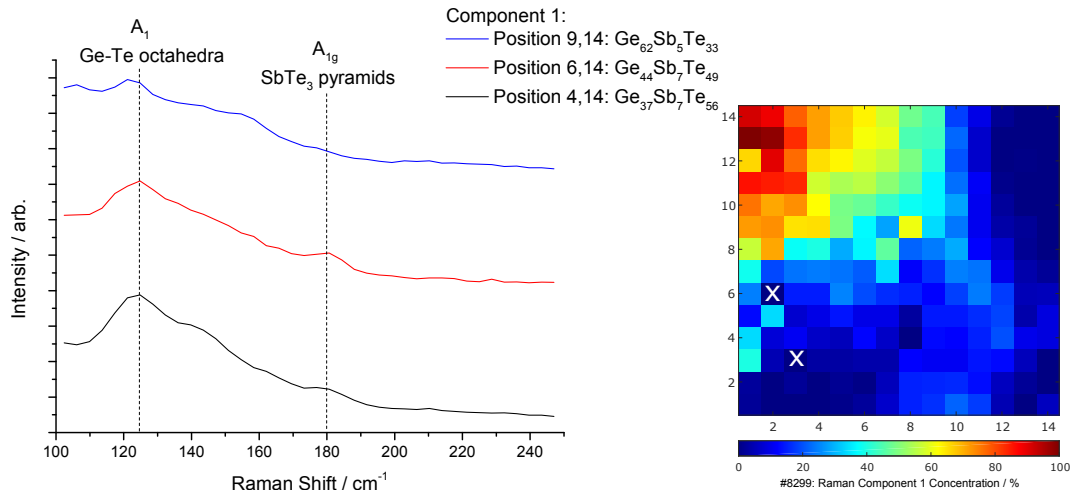 A1
Ge-Te octahedra
A1g
SbTe3 pyramids
Component 1:
Position 9,14: Ge62Sb5Te33
Position 6,14: Ge44Sb7Te49
Position 4,14: Ge37Sb7Te56
Intensity / arb.
100 120 140 160 180 200 220 240
Raman Shift / cm-1
14
12
10
8
6
4
2
X
X
2 4 6 8 10 12 14
0 20 40 60 80 100
#8299: Raman Component 1 Concentration / %